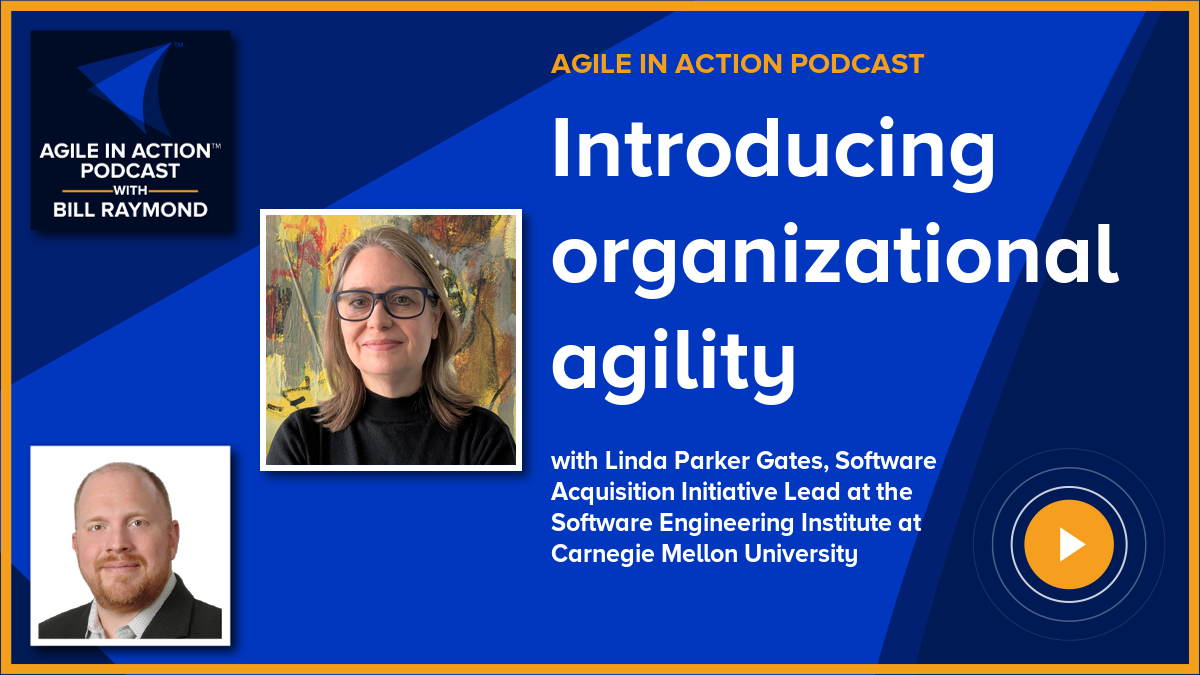 AGILE IN ACTION™
PODCAST
WITH
BILL RAYMOND
AGILE IN ACTION PODCAST
Introducing
organizational
agility
with Linda Parker Gates, Software
Acquisition Initiative Lead at the
Software Engineering Institute at
Carnegie Mellon University